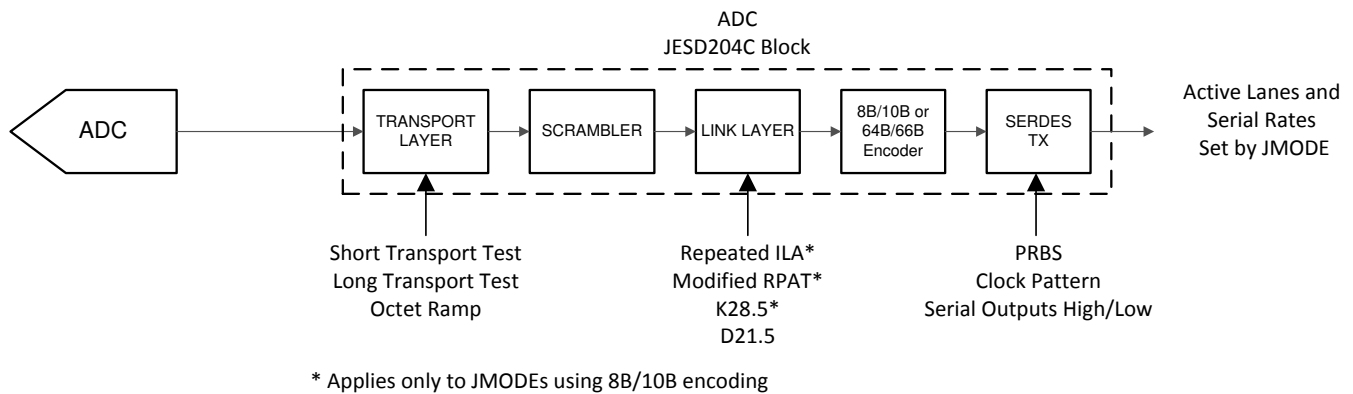 ADC
JESD204C Block
ADC
TRANSPORT
LAYER
SCRAMBLER
LINK LAYER
8B/10B or
64B/66B
Encoder
SERDES
TX
Active Lanes and
Serial Rates
Set by JMODE
Short Transport Test
Long Transport Test
Octet Ramp
Repeated ILA*
Modified RPAT*
K28.5*
D21.5
PRBS
Clock Pattern
Serial Outputs High/Low
* Applies only to JMODEs using 8B/10B encoding